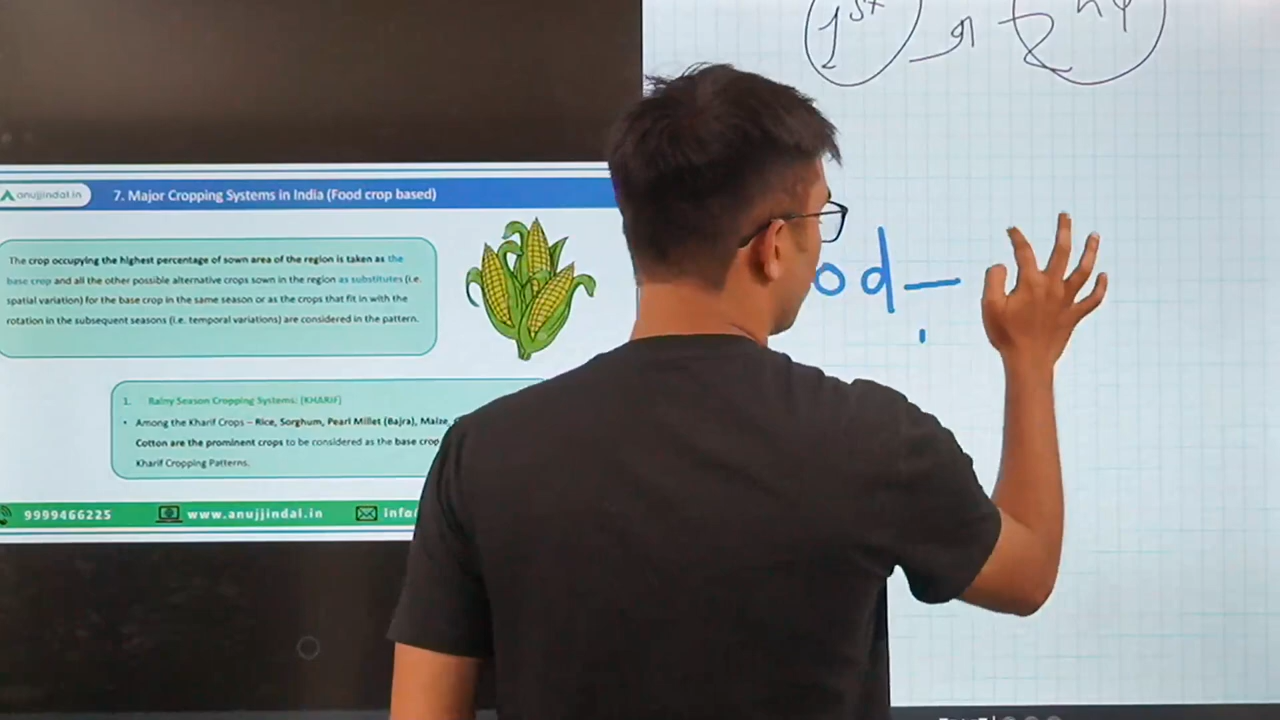 anujjindal.in
7. Major Cropping Systems in India (Food crop based)
The crop occupying the highest percentage of sown area of the region is taken as the
base crop and all the other possible alternative crops sown in the region as substitutes (i.e.
spatial variation) for the base crop in the same season or as the crops that fit in with the
rotation in the subsequent seasons (i.e. temporal variations) are considered in the pattern.
1. Rainy Season Cropping Systems: [KHARIF]
• Among the Kharif Crops – Rice, Sorghum, Pearl Millet (Bajra), Maize,
Cotton are the prominent crops to be considered as the base crop
Kharif Cropping Patterns.
9999466225 www.anujjindal.in info
1st
od –